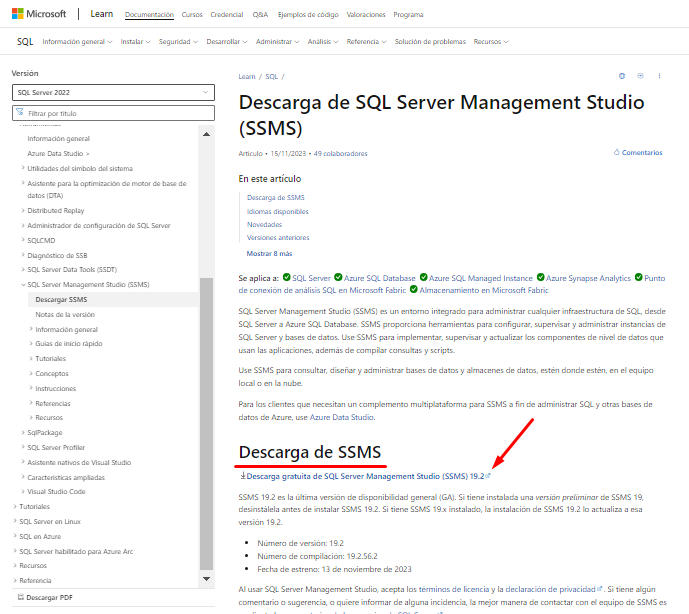 Microsoft
Learn
Documentación Cursos Credencial Q&A Ejemplos de código Valoraciones Programa
SQL
Información general Instalar Seguridad Desarrollar Administrar Análisis Referencia Solución de problemas Recursos
Versión
SQL Server 2022
Filtrar por título
Información general
Azure Data Studio >
Utilidades del símbolo del sistema
Asistente para la optimización de motor de base
de datos (DTA)
Distributed Replay
Administrador de configuración de SQL Server
SQLCMD
Diagnóstico de SSB
SQL Server Data Tools (SSDT)
SQL Server Management Studio (SSMS)
Descargar SSMS
Notas de la versión
Información general
Guías de inicio rápido
Tutoriales
Conceptos
Instrucciones
Referencias
Recursos
SqlPackage
SQL Server Profiler
Asistente nativos de Visual Studio
Características ampliadas
Visual Studio Code
Tutoriales
SQL Server en Linux
SQL en Azure
SQL Server habilitado para Azure Arc
Recursos
Referencia
Descargar PDF
Learn / SQL /
Descarga de SQL Server Management Studio
(SSMS)
Artículo • 15/11/2023 • 49 colaboradores
Comentarios
En este artículo
Descarga de SSMS
Idiomas disponibles
Novedades
Versiones anteriores
Mostrar 8 más
Se aplica a: SQL Server Azure SQL Database Azure SQL Managed Instance Azure Synapse Analytics Punto
de conexión de análisis SQL en Microsoft Fabric Almacenamiento en Microsoft Fabric
SQL Server Management Studio (SSMS) es un entorno integrado para administrar cualquier infraestructura de SQL, desde
SQL Server a Azure SQL Database. SSMS proporciona herramientas para configurar, supervisar y administrar instancias de
SQL Server y bases de datos. Use SSMS para implementar, supervisar y actualizar los componentes de nivel de datos que
usan las aplicaciones, además de compilar consultas y scripts.
Use SSMS para consultar, diseñar y administrar bases de datos y almacenes de datos, estén donde estén, en el equipo
local o en la nube.
Para los clientes que necesitan un complemento multiplataforma para SSMS a fin de administrar SQL y otras bases de
datos de Azure, use Azure Data Studio.
Descarga de SSMS
Descarga gratuita de SQL Server Management Studio (SSMS) 19.2
SSMS 19.2 es la última versión de disponibilidad general (GA). Si tiene instalada una versión preliminar de SSMS 19,
desinstálela antes de instalar SSMS 19.2. Si tiene SSMS 19.x instalado, la instalación de SSMS 19.2 lo actualiza a esa
versión 19.2.
• Número de versión: 19.2
• Número de compilación: 19.2.56.2
• Fecha de estreno: 13 de noviembre de 2023
Al usar SQL Server Management Studio, acepta los términos de licencia y la declaración de privacidad. Si tiene algún
comentario o sugerencia, o quiere informar de alguna incidencia, la mejor manera de contactar con el equipo de SSMS es